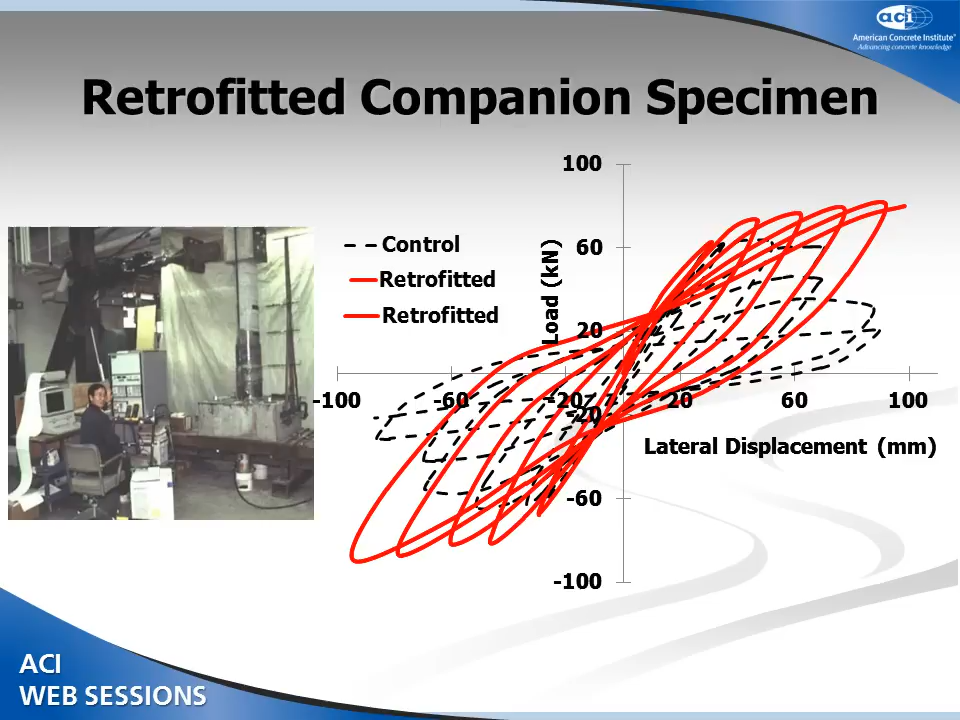 aci
American Concrete Institute®
Advancing concrete knowledge
Retrofitted Companion Specimen
Control
Retrofitted
Retrofitted
Load (kN)
100
60
20
-20
-60
-100
-100
-60
-20
20
60
100
Lateral Displacement (mm)
ACI
WEB SESSIONS